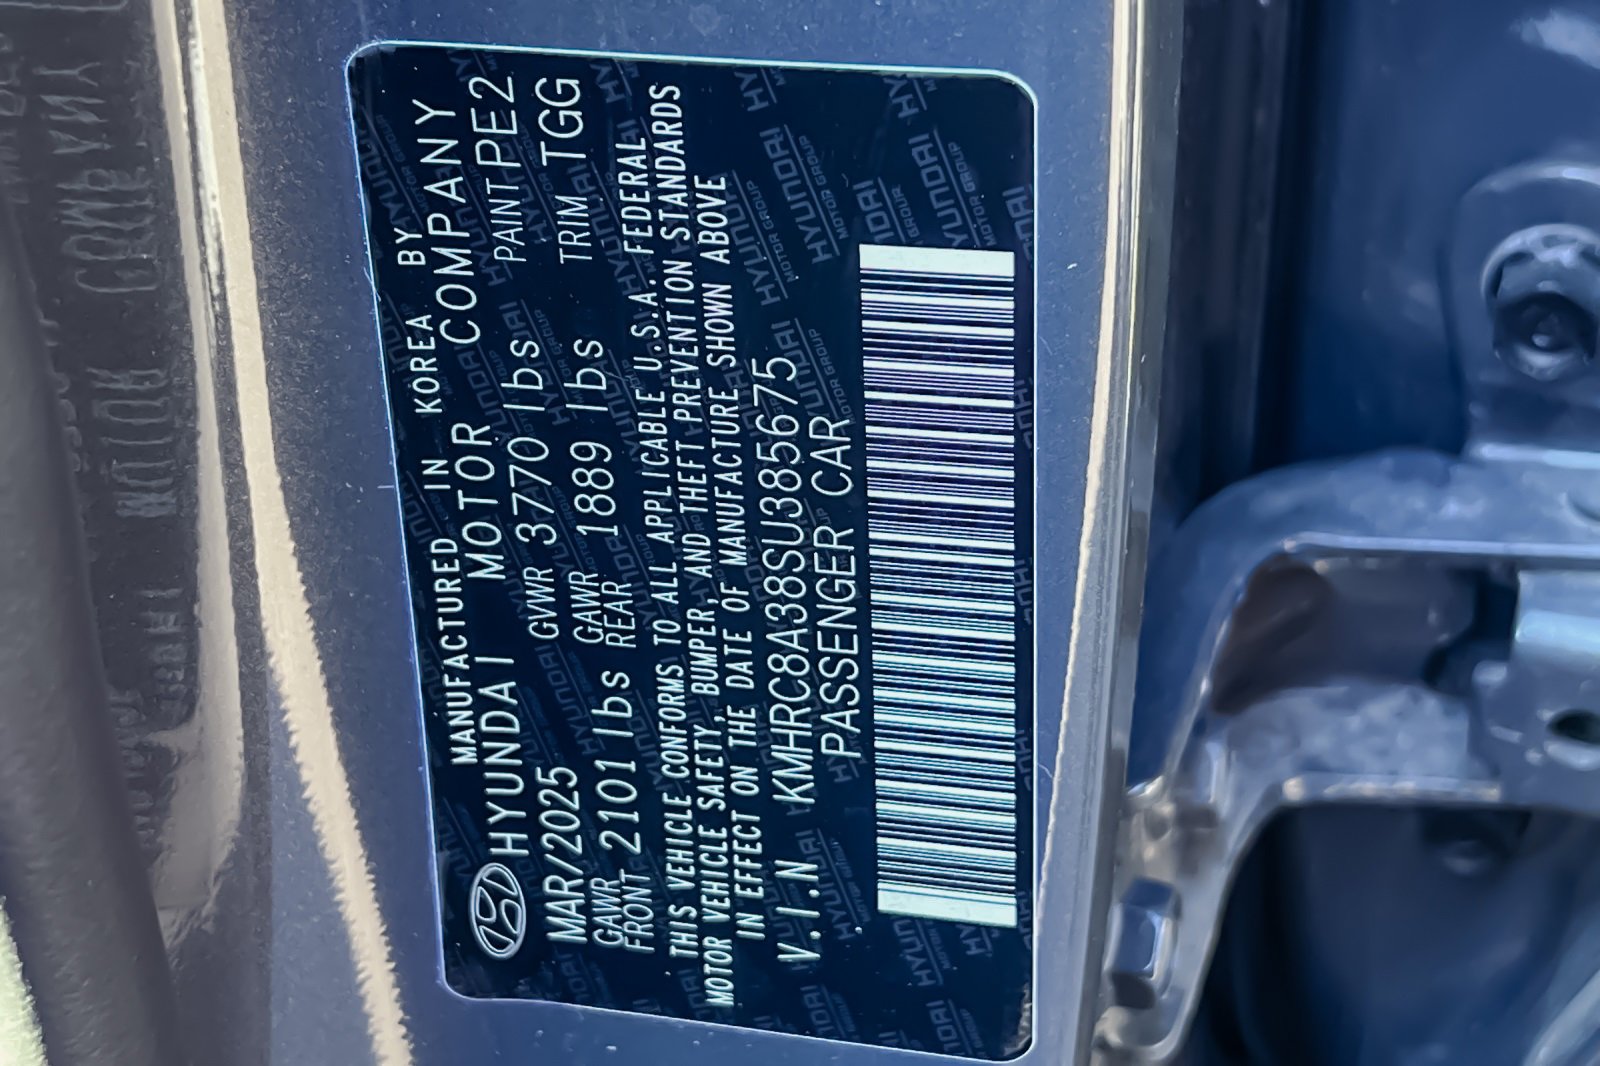 MANUFACTURED IN KOREA BY
HYUNDAI MOTOR COMPANY
MAR/2025 GVWR 3770 lbs PAINT PE2
GAWR FRONT 2101 lbs GAWR REAR 1889 lbs TRIM TGG
THIS VEHICLE CONFORMS TO ALL APPLICABLE U.S.A. FEDERAL
MOTOR VEHICLE SAFETY, BUMPER, AND THEFT PREVENTION STANDARDS
IN EFFECT ON THE DATE OF MANUFACTURE SHOWN ABOVE
V.I.N KMHRC8A38SU385675
PASSENGER CAR